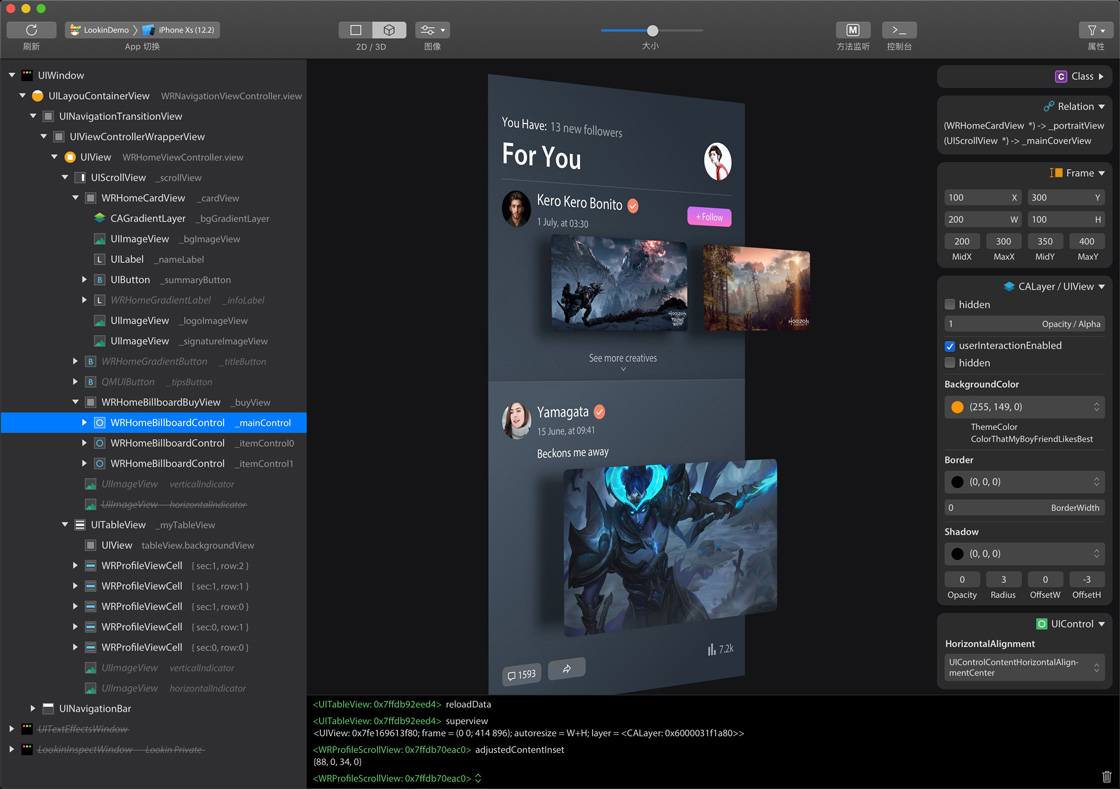 LookinDemo
iPhone Xs (12.2)
M
>_
刷新
App 切换
2D / 3D
图像
大小
方法监听
控制台
属性
UIWindow
UILayouContainerView WRNavigationViewController.view
UINavigationTransitionView
UIViewControllerWrapperView
UIView WRHomeViewController.view
UIScrollView _scrollView
WRHomeCardView _cardView
CAGradientLayer _bgGradientLayer
UIImageView _bgImageView
L UILabel _nameLabel
B UIButton _summaryButton
L WRHomeGradientLabel _infoLabel
UIImageView _logoImageView
UIImageView _signatureImageView
B WRHomeGradientButton _titleButton
B QMUIButton _tipsButton
WRHomeBillboardBuyView _buyView
WRHomeBillboardControl _mainControl
WRHomeBillboardControl _itemControl0
WRHomeBillboardControl _itemControl1
UIImageView verticalIndicator
UIImageView horizontalIndicator
UITableView _myTableView
UIView tableView.backgroundView
WRProfileViewCell { sec:1, row:2 }
WRProfileViewCell { sec:1, row:1 }
WRProfileViewCell { sec:1, row:0 }
WRProfileViewCell { sec:0, row:1 }
WRProfileViewCell { sec:0, row:0 }
UIImageView verticalIndicator
UIImageView horizontalIndicator
UINavigationBar
UITextEffectsWindow
LookinInspectWindow Lookin Private
You Have: 13 new followers
For You
Kero Kero Bonito
1 July, at 03:30
+ Follow
HORIZON
ZERO DAWN
HORIZON
See more creatives
Yamagata
15 June, at 09:41
Beckons me away
1593
7.2k
<UITableView: 0x7ffdb92eed4> reloadData
<UITableView: 0x7ffdb92eed4> superview
<UIView: 0x7fe169613f80; frame = (0 0; 414 896); autoresize = W+H; layer = <CALayer: 0x6000031f1a80>>
<WRProfileScrollView: 0x7ffdb70eac0> adjustedContentInset
{88, 0, 34, 0}
<WRProfileScrollView: 0x7ffdb70eac0>
C Class
Relation
(WRHomeCardView *) -> _portraitView
(UIScrollView *) -> _mainCoverView
Frame
100 X 300 Y
200 W 100 H
200 300 350 400
MidX MaxX MidY MaxY
CALayer / UIView
hidden
1 Opacity / Alpha
userInteractionEnabled
hidden
BackgroundColor
(255, 149, 0)
ThemeColor
ColorThatMyBoyFriendLikesBest
Border
(0, 0, 0)
0 BorderWidth
Shadow
(0, 0, 0)
0 3 0 -3
Opacity Radius OffsetW OffsetH
UIControl
HorizontalAlignment
UIControlContentHorizontalAlign-
mentCenter